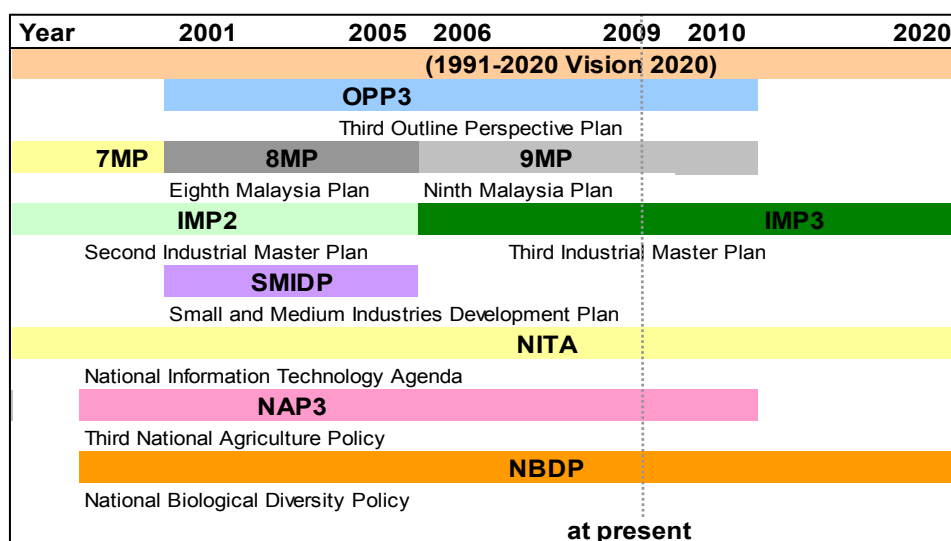 Year 2001 2005 2006 2009 2010 2020
(1991-2020 Vision 2020)
OPP3
Third Outline Perspective Plan
7MP 8MP 9MP
Eighth Malaysia Plan Ninth Malaysia Plan
IMP2 IMP3
Second Industrial Master Plan Third Industrial Master Plan
SMIDP
Small and Medium Industries Development Plan
NITA
National Information Technology Agenda
NAP3
Third National Agriculture Policy
NBDP
National Biological Diversity Policy
at present